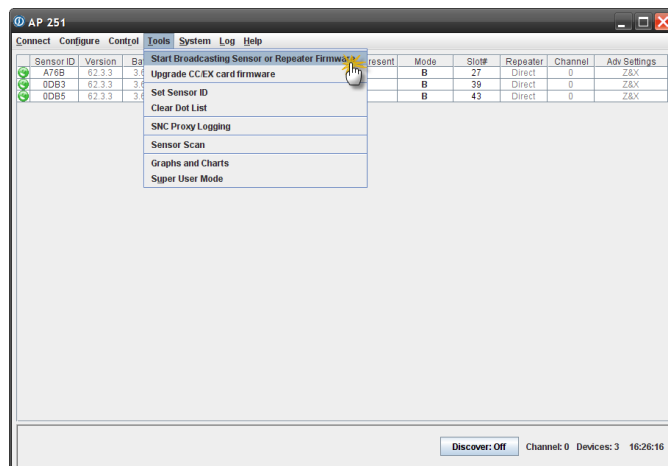 AP 251
Connect Configure Control Tools System Log Help
Sensor ID Version Mode Slot# Repeater Channel Adv Settings
A76B 62.3.3 B 27 Direct 0 Z&X
0DB3 62.3.3 B 39 Direct 0 Z&X
0DB5 62.3.3 B 43 Direct 0 Z&X
Start Broadcasting Sensor or Repeater Firmware
Upgrade CC/EX card firmware
Set Sensor ID
Clear Dot List
SNC Proxy Logging
Sensor Scan
Graphs and Charts
Super User Mode
Discover: Off Channel: 0 Devices: 3 16:26:16